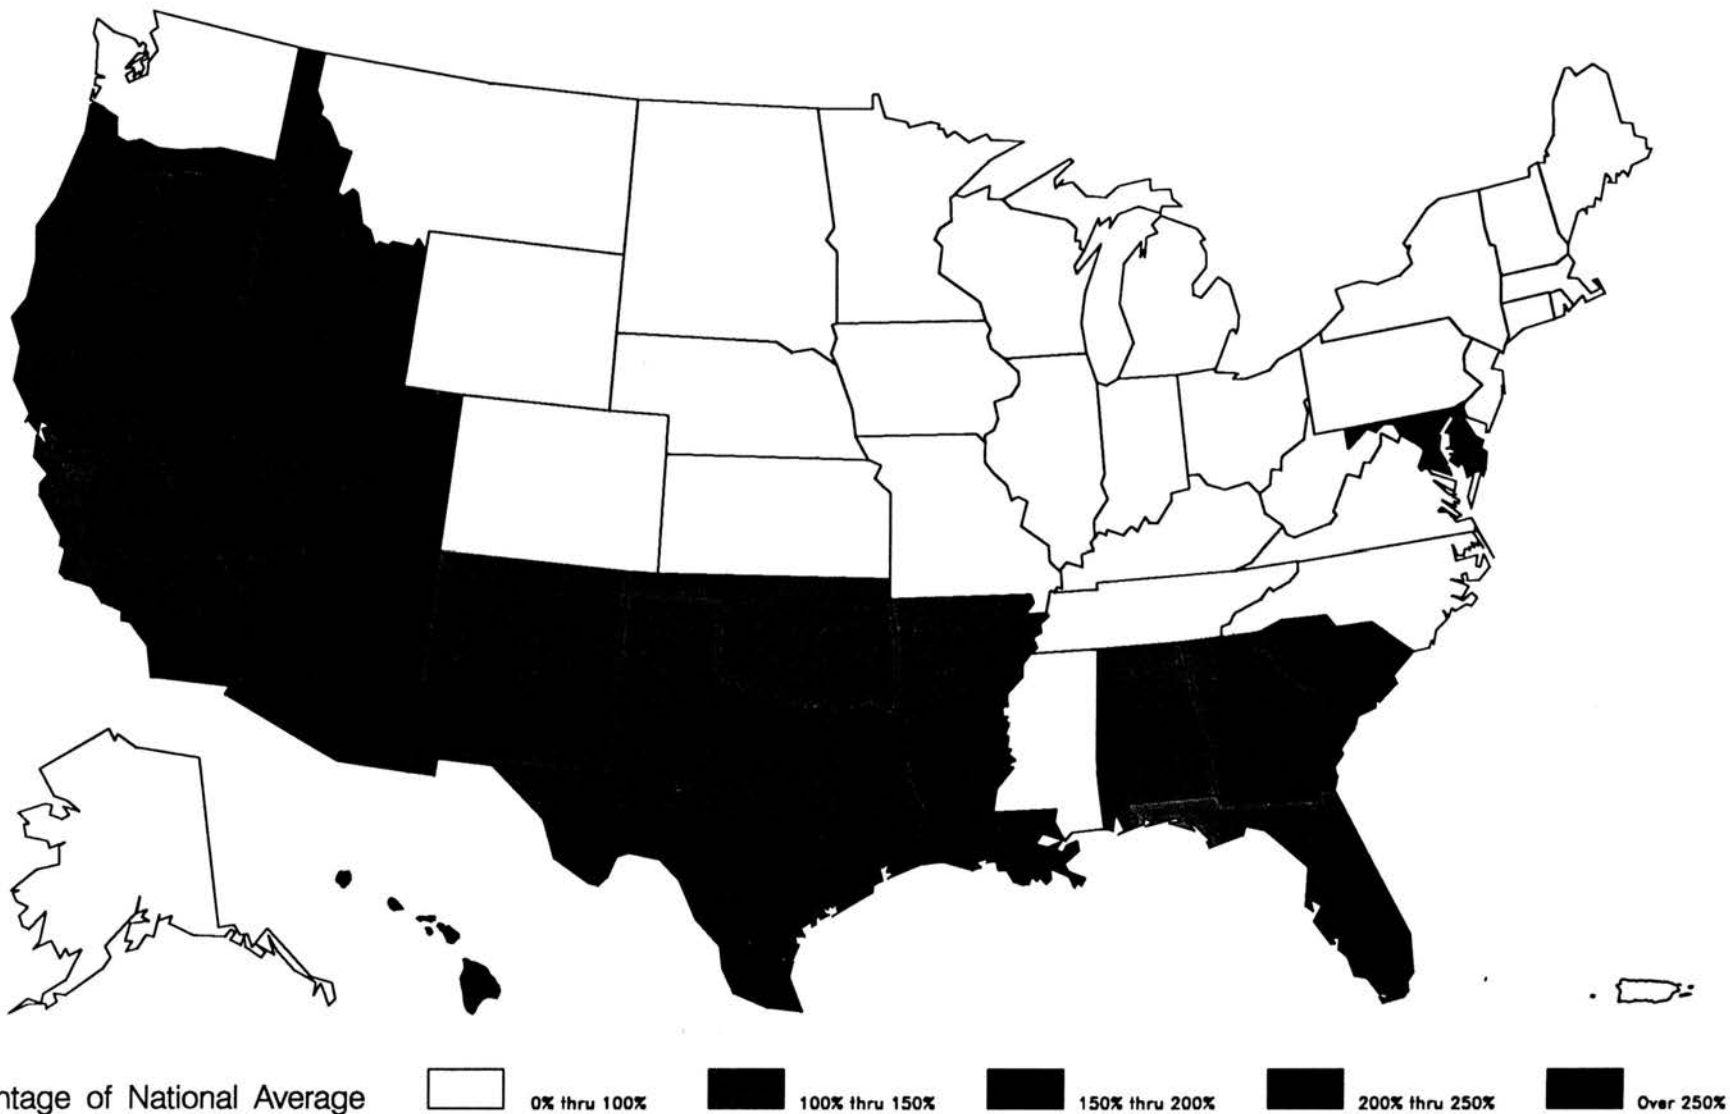 ntage of National Average
0% thru 100%
100% thru 150%
150% thru 200%
200% thru 250%
Over 250%